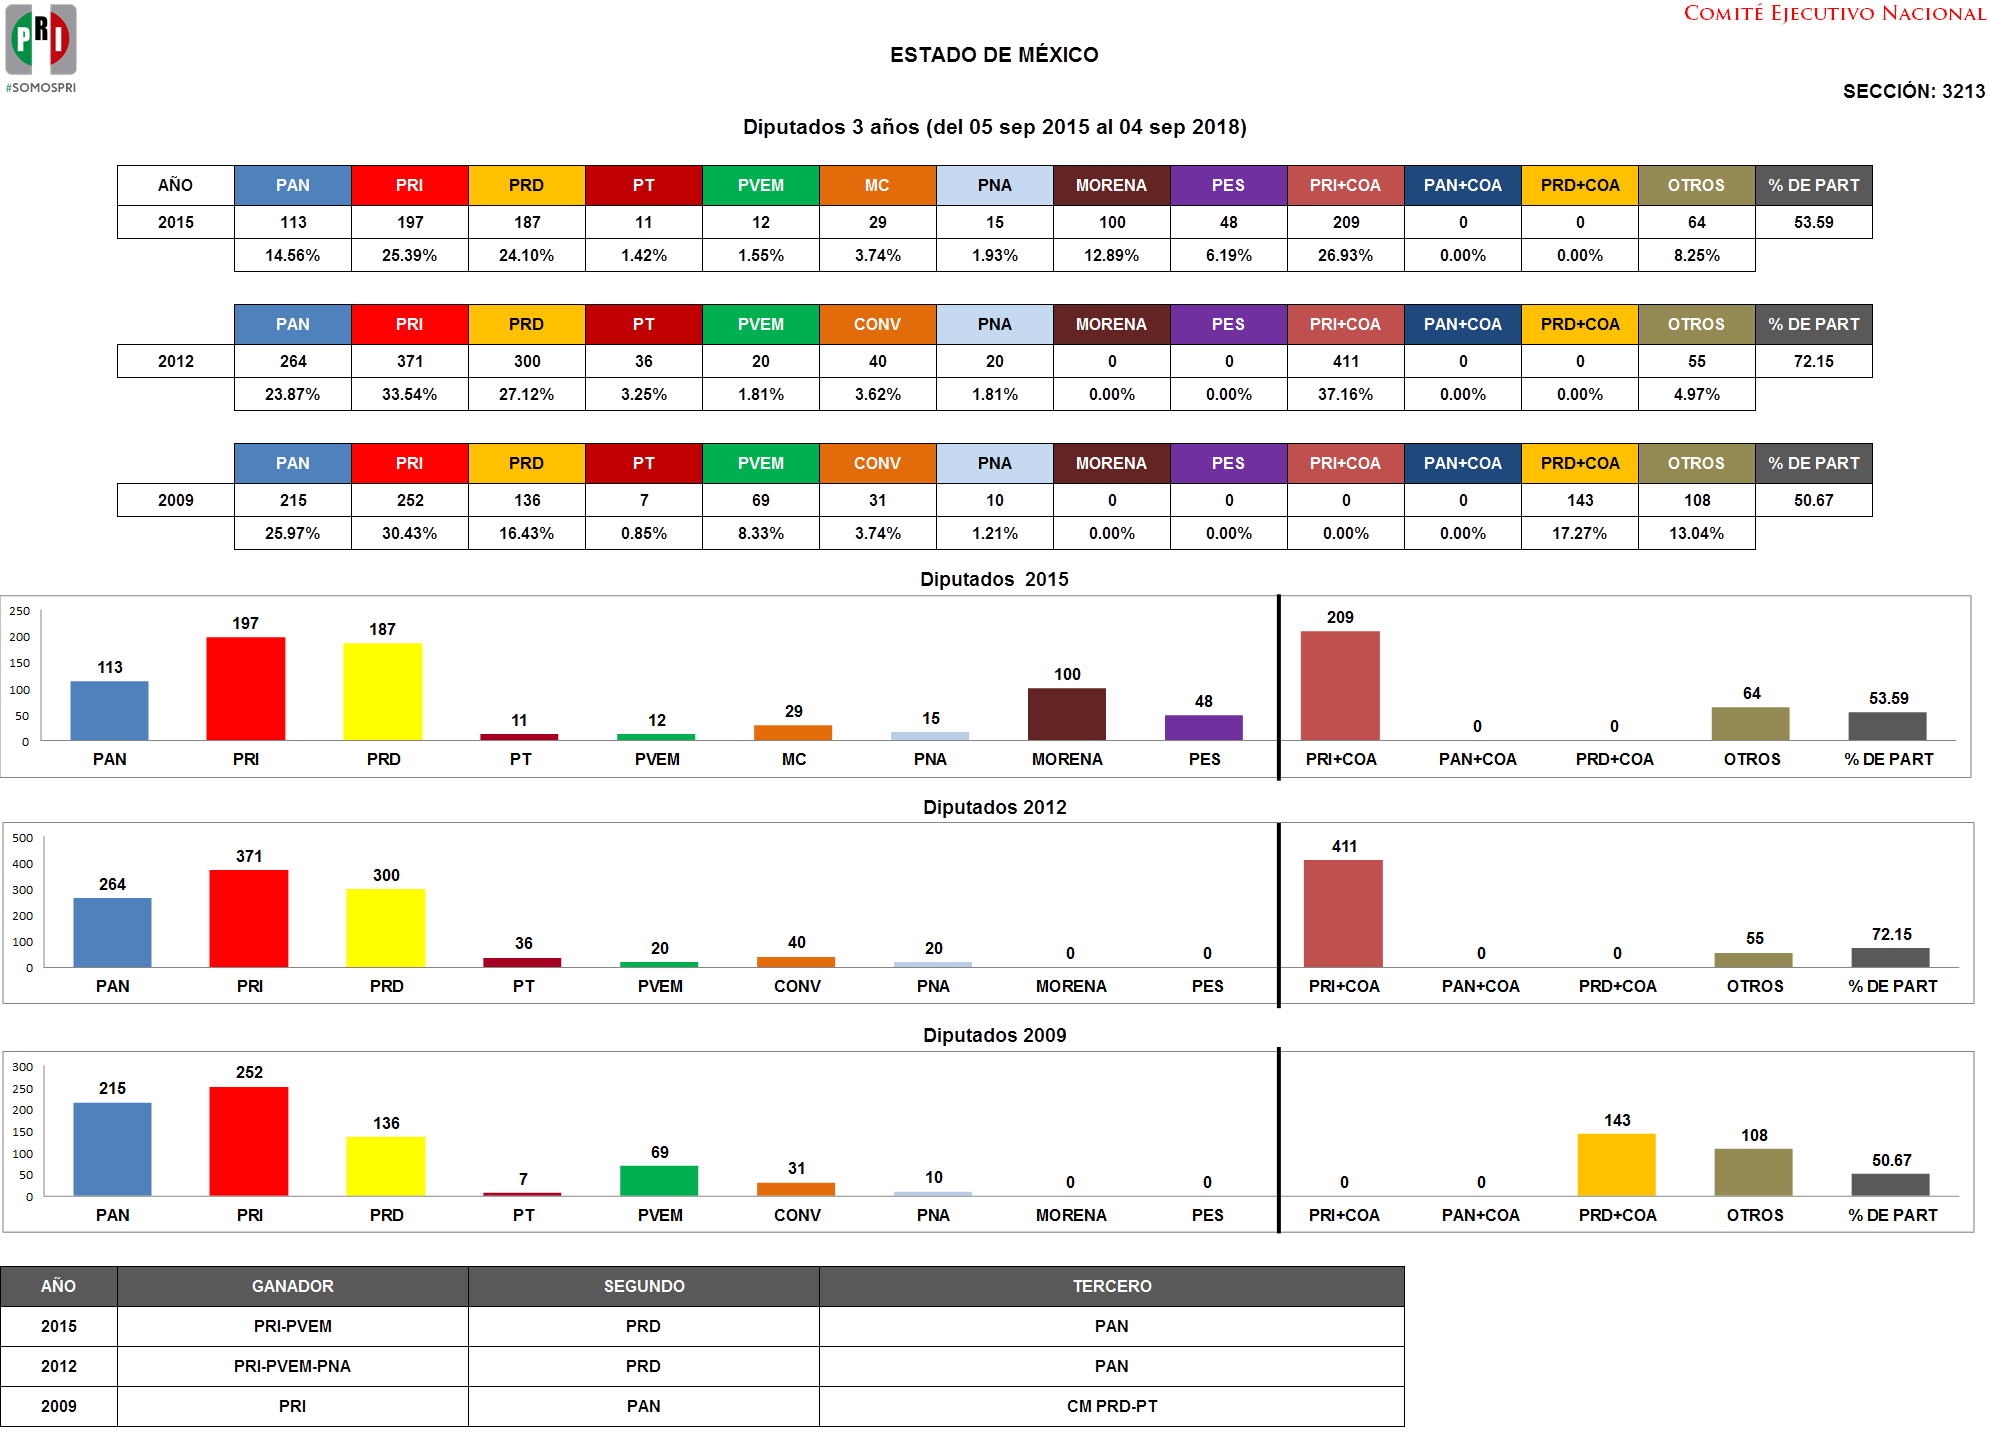 PRI
#SOMOSPRI
COMITÉ EJECUTIVO NACIONAL
ESTADO DE MÉXICO
SECCIÓN: 3213
Diputados 3 años (del 05 sep 2015 al 04 sep 2018)
AÑO PAN PRI PRD PT PVEM MC PNA MORENA PES PRI+COA PAN+COA PRD+COA OTROS % DE PART
2015 113 197 187 11 12 29 15 100 48 209 0 0 64 53.59
14.56% 25.39% 24.10% 1.42% 1.55% 3.74% 1.93% 12.89% 6.19% 26.93% 0.00% 0.00% 8.25%
PAN PRI PRD PT PVEM CONV PNA MORENA PES PRI+COA PAN+COA PRD+COA OTROS % DE PART
2012 264 371 300 36 20 40 20 0 0 411 0 0 55 72.15
23.87% 33.54% 27.12% 3.25% 1.81% 3.62% 1.81% 0.00% 0.00% 37.16% 0.00% 0.00% 4.97%
PAN PRI PRD PT PVEM CONV PNA MORENA PES PRI+COA PAN+COA PRD+COA OTROS % DE PART
2009 215 252 136 7 69 31 10 0 0 0 0 143 108 50.67
25.97% 30.43% 16.43% 0.85% 8.33% 3.74% 1.21% 0.00% 0.00% 0.00% 0.00% 17.27% 13.04%
Diputados 2015
250
200
150
100
50
0
113 197 187 11 12 29 15 100 48 209 0 0 64 53.59
PAN PRI PRD PT PVEM MC PNA MORENA PES PRI+COA PAN+COA PRD+COA OTROS % DE PART
Diputados 2012
500
400
300
200
100
0
264 371 300 36 20 40 20 0 0 411 0 0 55 72.15
PAN PRI PRD PT PVEM CONV PNA MORENA PES PRI+COA PAN+COA PRD+COA OTROS % DE PART
Diputados 2009
300
250
200
150
100
50
0
215 252 136 7 69 31 10 0 0 0 0 143 108 50.67
PAN PRI PRD PT PVEM CONV PNA MORENA PES PRI+COA PAN+COA PRD+COA OTROS % DE PART
AÑO GANADOR SEGUNDO TERCERO
2015 PRI-PVEM PRD PAN
2012 PRI-PVEM-PNA PRD PAN
2009 PRI PAN CM PRD-PT